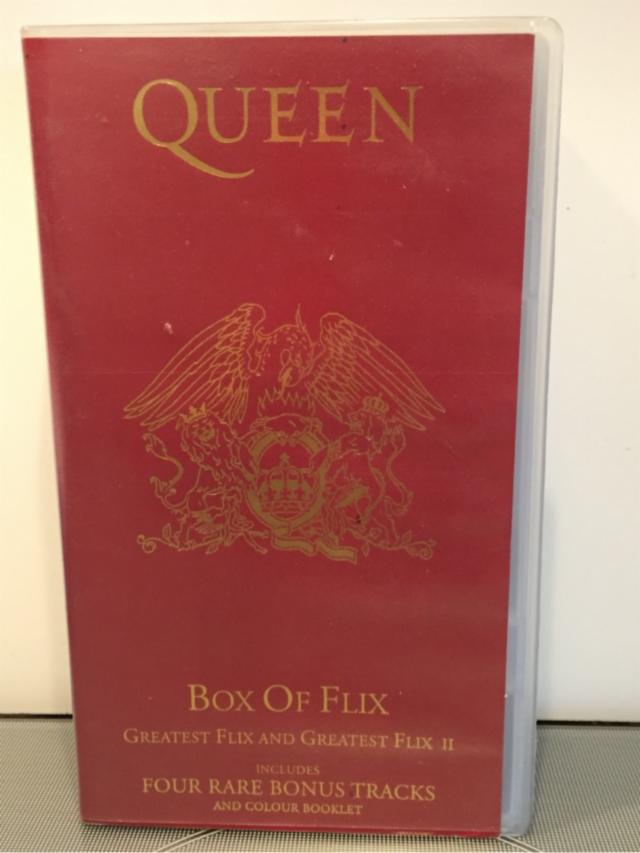 QUEEN
BOX OF FLIX
GREATEST FLIX AND GREATEST FLIX II
INCLUDES
FOUR RARE BONUS TRACKS
AND COLOUR BOOKLET